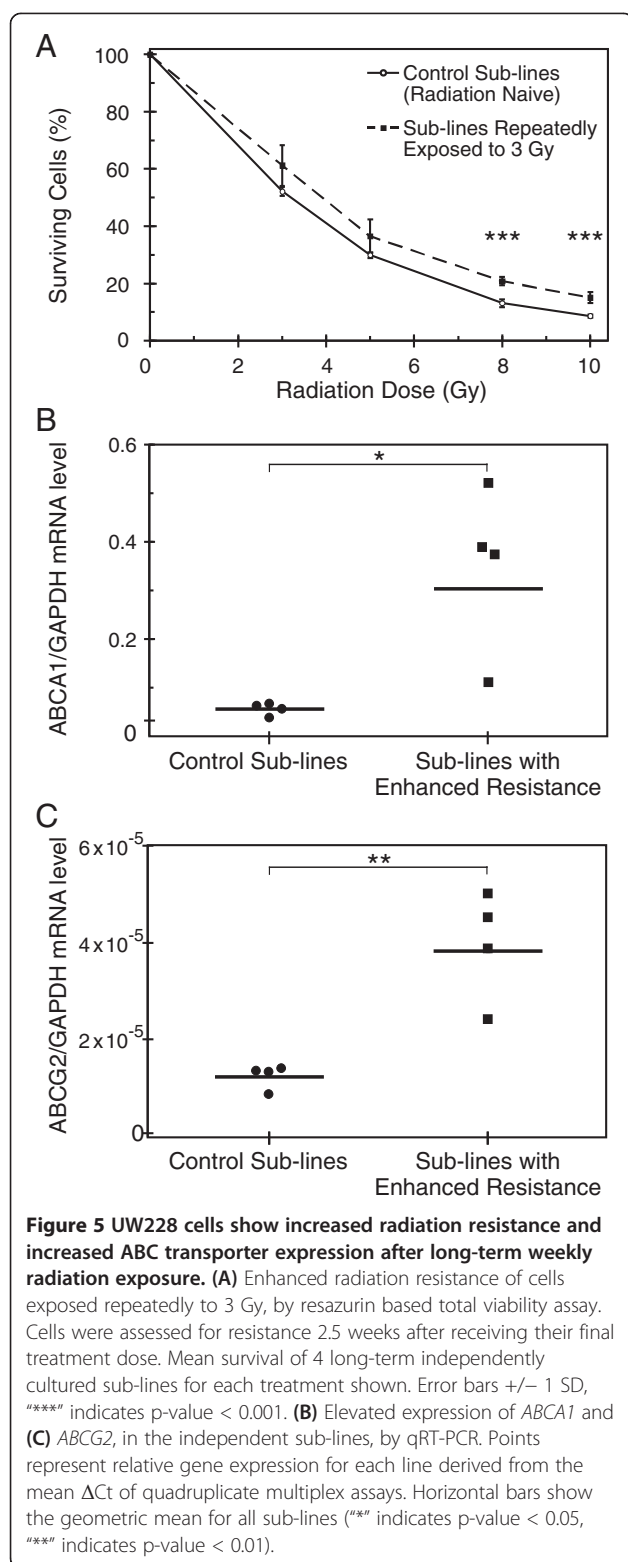 A
100
80
60
40
20
0
Surviving Cells (%)
Control Sub-lines
(Radiation Naive)
Sub-lines Repeatedly
Exposed to 3 Gy
***
***
0
2
4
6
8
10
Radiation Dose (Gy)
B
0.6
0.4
0.2
0
ABCA1/GAPDH mRNA level
*
Control Sub-lines
Sub-lines with
Enhanced Resistance
C
6x10-5
4x10-5
2x10-5
0
ABCG2/GAPDH mRNA level
**
Control Sub-lines
Sub-lines with
Enhanced Resistance
Figure 5 UW228 cells show increased radiation resistance and
increased ABC transporter expression after long-term weekly
radiation exposure. (A) Enhanced radiation resistance of cells
exposed repeatedly to 3 Gy, by resazurin based total viability assay.
Cells were assessed for resistance 2.5 weeks after receiving their final
treatment dose. Mean survival of 4 long-term independently
cultured sub-lines for each treatment shown. Error bars +/− 1 SD,
“***” indicates p-value < 0.001. (B) Elevated expression of ABCA1 and
(C) ABCG2, in the independent sub-lines, by qRT-PCR. Points
represent relative gene expression for each line derived from the
mean ΔCt of quadruplicate multiplex assays. Horizontal bars show
the geometric mean for all sub-lines (“*” indicates p-value < 0.05,
“**” indicates p-value < 0.01).